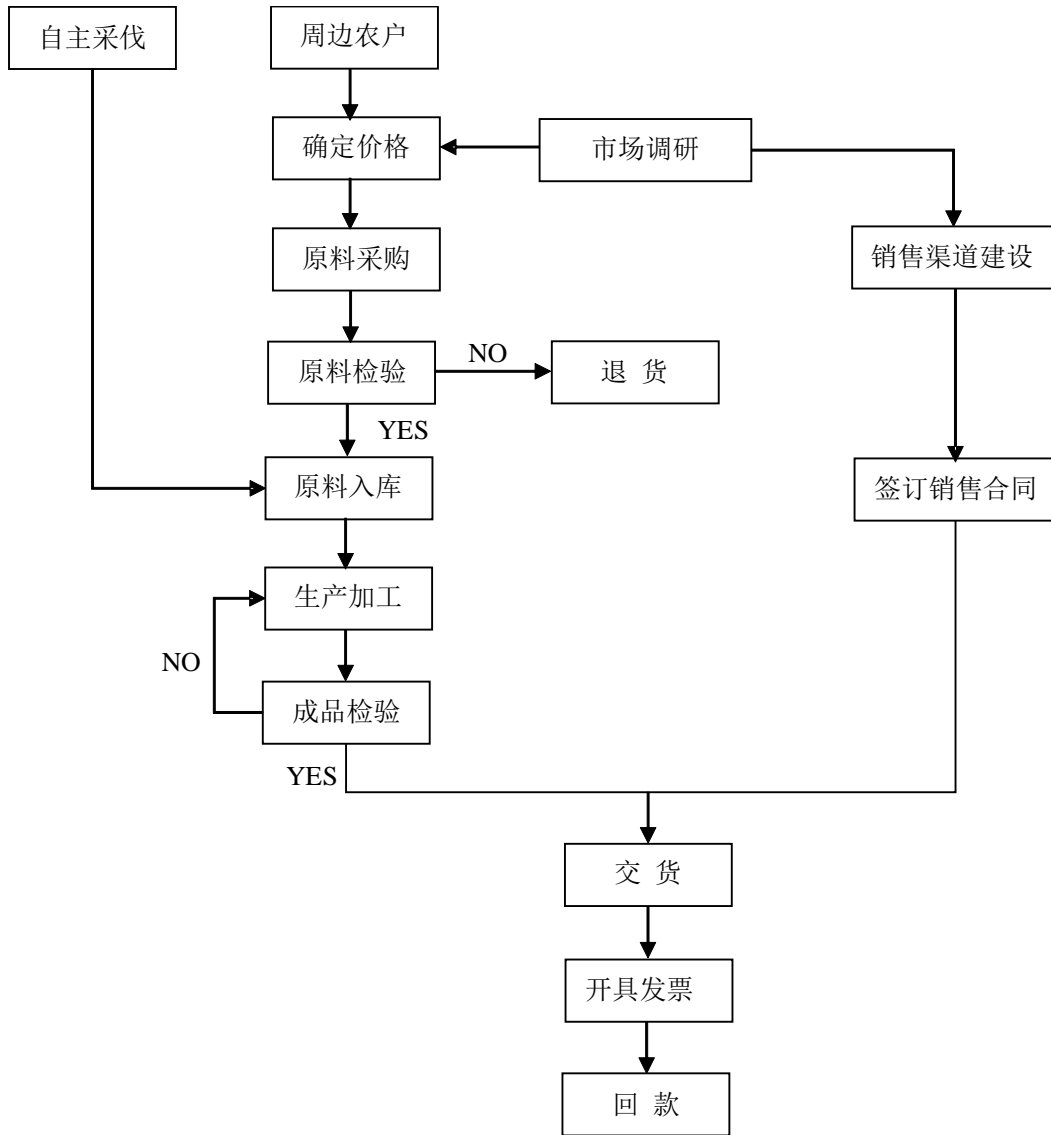 自主采伐
周边农户
确定价格
市场调研
原料采购
销售渠道建设
原料检验
NO
退 货
YES
原料入库
签订销售合同
生产加工
NO
成品检验
YES
交 货
开具发票
回 款